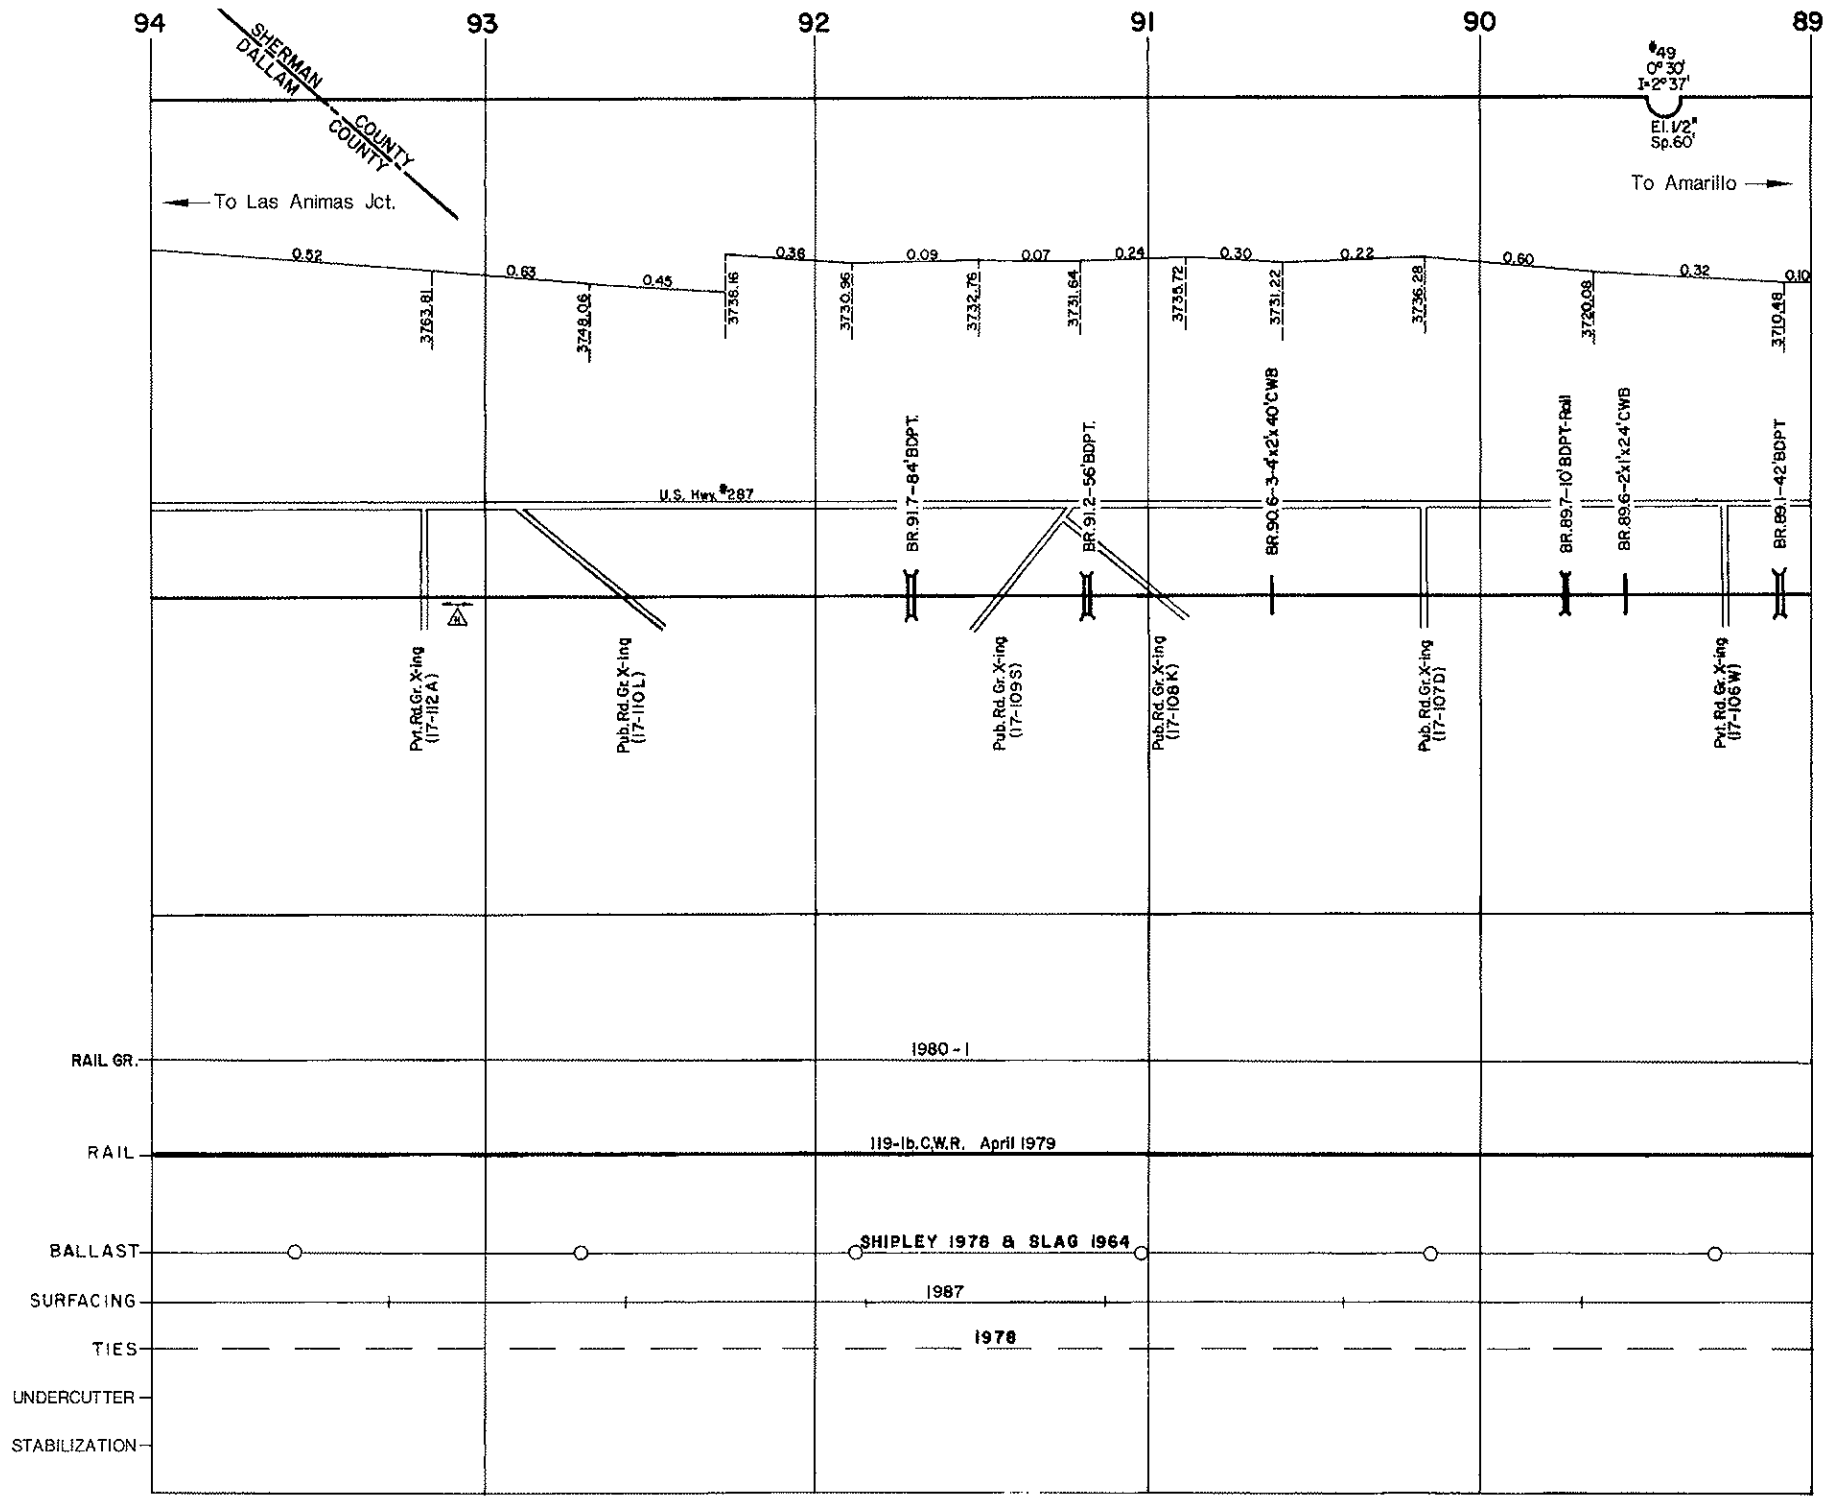 94
93
92
91
90
89
SHERMAN
DALLAM
COUNTY
COUNTY
#49
0°30'
I=2°37'
El.1/2"
Sp.60'
To Las Animas Jct.
To Amarillo
0.52
0.63
0.45
0.38
0.09
0.07
0.24
0.30
0.22
0.60
0.32
0.10
3763.81
3748.06
3738.16
3730.96
3732.76
3731.64
3735.72
3731.22
3736.28
3720.08
3710.48
BR.91.7-84'BDPT.
BR.91.2-56'BDPT.
BR.90.6-3-4'x2'x40'CWB
BR.89.7-10'BDPT-Rail
BR.89.6-2'x1'x24'CWB
BR.89.1-42'BDPT
U.S. Hwy.#287
H
Pvt.Rd.Gr.X-ing
(17-112A)
Pub.Rd.Gr.X-ing
(17-110L)
Pub.Rd.Gr.X-ing
(17-109S)
Pub.Rd.Gr.X-ing
(17-108K)
Pub.Rd.Gr.X-ing
(17-107D)
Pvt.Rd.Gr.X-ing
(17-106W)
RAIL GR.
1980-1
RAIL
119-lb.C.W.R. April 1979
BALLAST
SHIPLEY 1978 & SLAG 1964
SURFACING
1987
TIES
1978
UNDERCUTTER
STABILIZATION